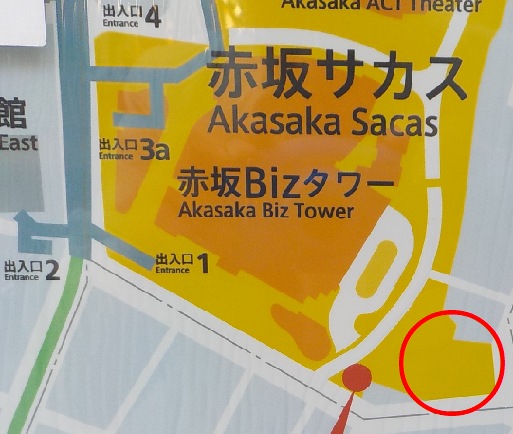 出入口 4
Entrance
Akasaka ACT Theater
赤坂サカス
Akasaka Sacas
館
East
出入口 3a
Entrance
赤坂Bizタワー
Akasaka Biz Tower
出入口 1
Entrance
出入口 2
Entrance